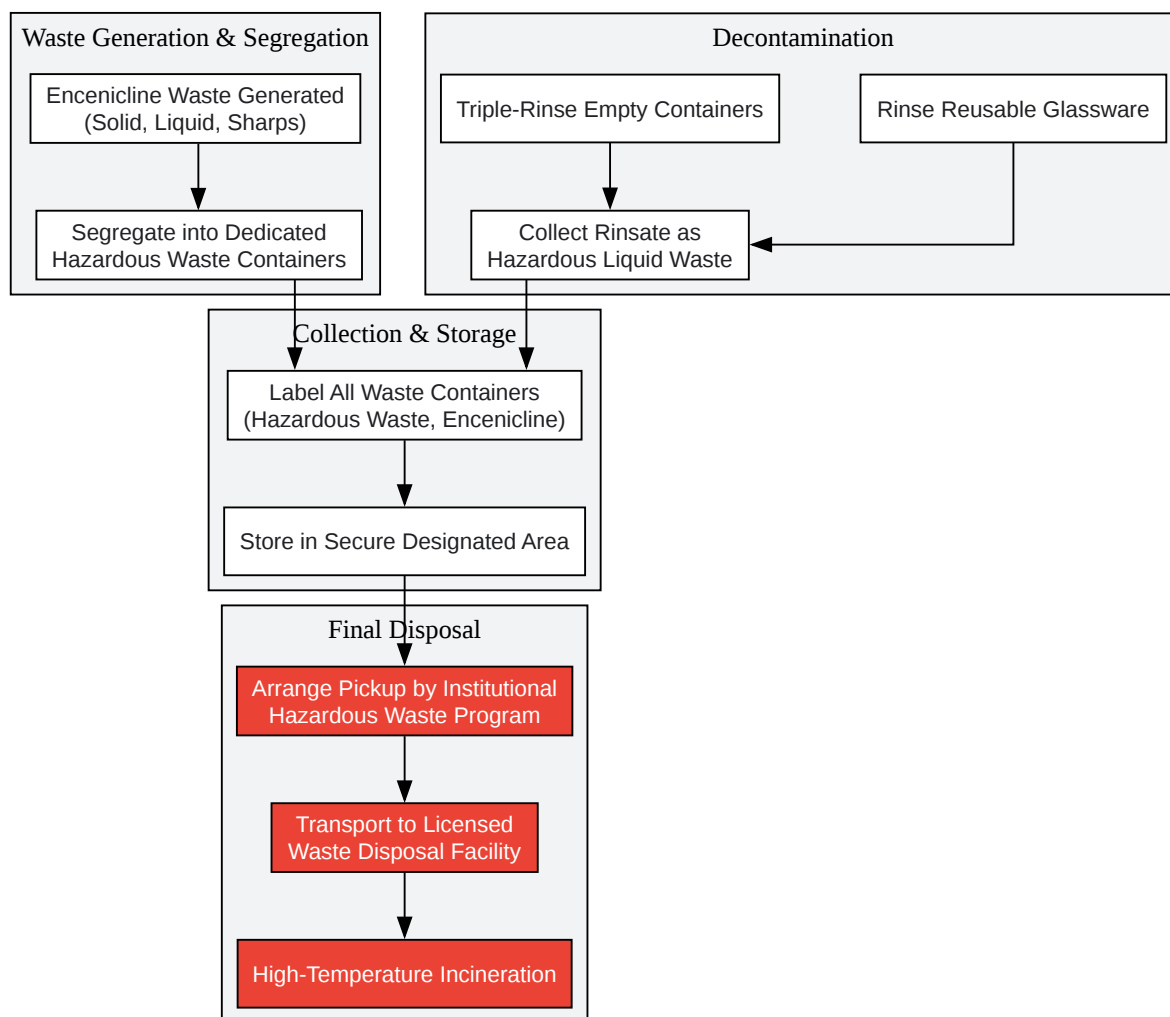 Waste Generation & Segregation
Encenicline Waste Generated
(Solid, Liquid, Sharps)
Segregate into Dedicated
Hazardous Waste Containers
Decontamination
Triple-Rinse Empty Containers
Rinse Reusable Glassware
Collect Rinsate as
Hazardous Liquid Waste
Collection & Storage
Label All Waste Containers
(Hazardous Waste, Encenicline)
Store in Secure Designated Area
Final Disposal
Arrange Pickup by Institutional
Hazardous Waste Program
Transport to Licensed
Waste Disposal Facility
High-Temperature Incineration